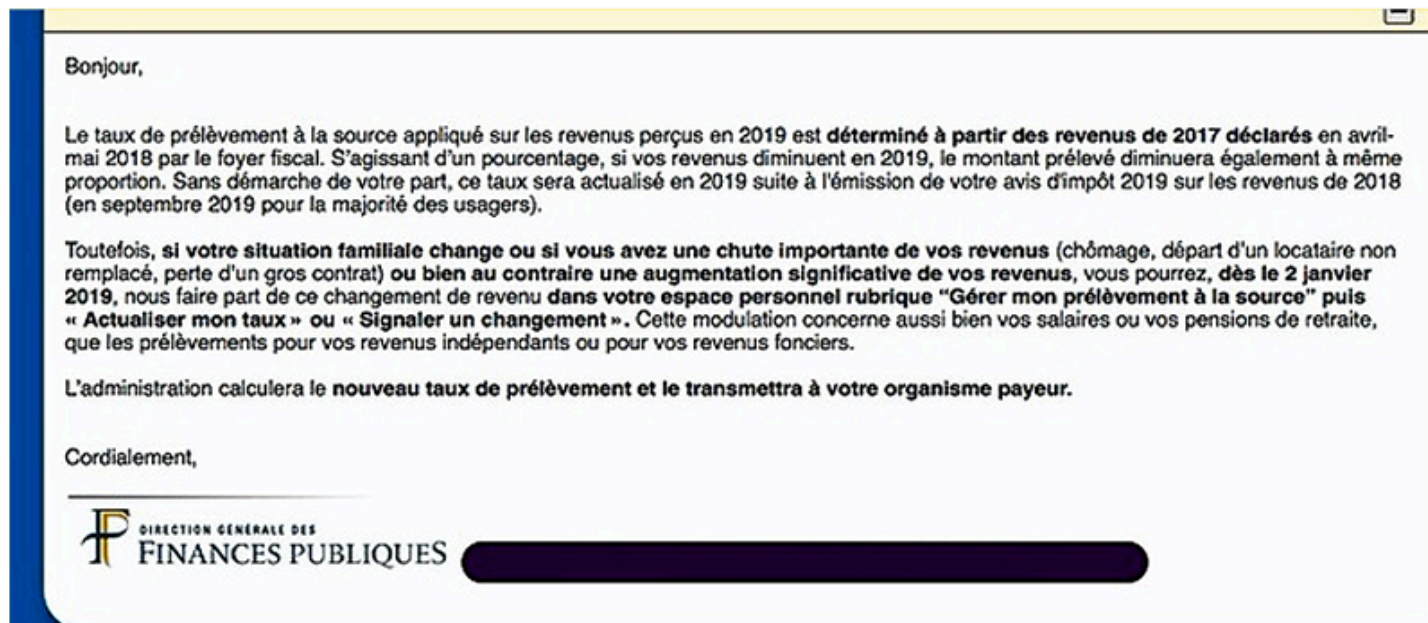 Bonjour,
Le taux de prélèvement à la source appliqué sur les revenus perçus en 2019 est déterminé à partir des revenus de 2017 déclarés en avril-
mai 2018 par le foyer fiscal. S'agissant d'un pourcentage, si vos revenus diminuent en 2019, le montant prélevé diminuera également à même
proportion. Sans démarche de votre part, ce taux sera actualisé en 2019 suite à l'émission de votre avis d'impôt 2019 sur les revenus de 2018
(en septembre 2019 pour la majorité des usagers).
Toutefois, si votre situation familiale change ou si vous avez une chute importante de vos revenus (chômage, départ d'un locataire non
remplacé, perte d'un gros contrat) ou bien au contraire une augmentation significative de vos revenus, vous pourrez, dès le 2 janvier
2019, nous faire part de ce changement de revenu dans votre espace personnel rubrique "Gérer mon prélèvement à la source" puis
« Actualiser mon taux » ou « Signaler un changement ». Cette modulation concerne aussi bien vos salaires ou vos pensions de retraite,
que les prélèvements pour vos revenus indépendants ou pour vos revenus fonciers.
L'administration calculera le nouveau taux de prélèvement et le transmettra à votre organisme payeur.
Cordialement,
DIRECTION GÉNÉRALE DES
FINANCES PUBLIQUES